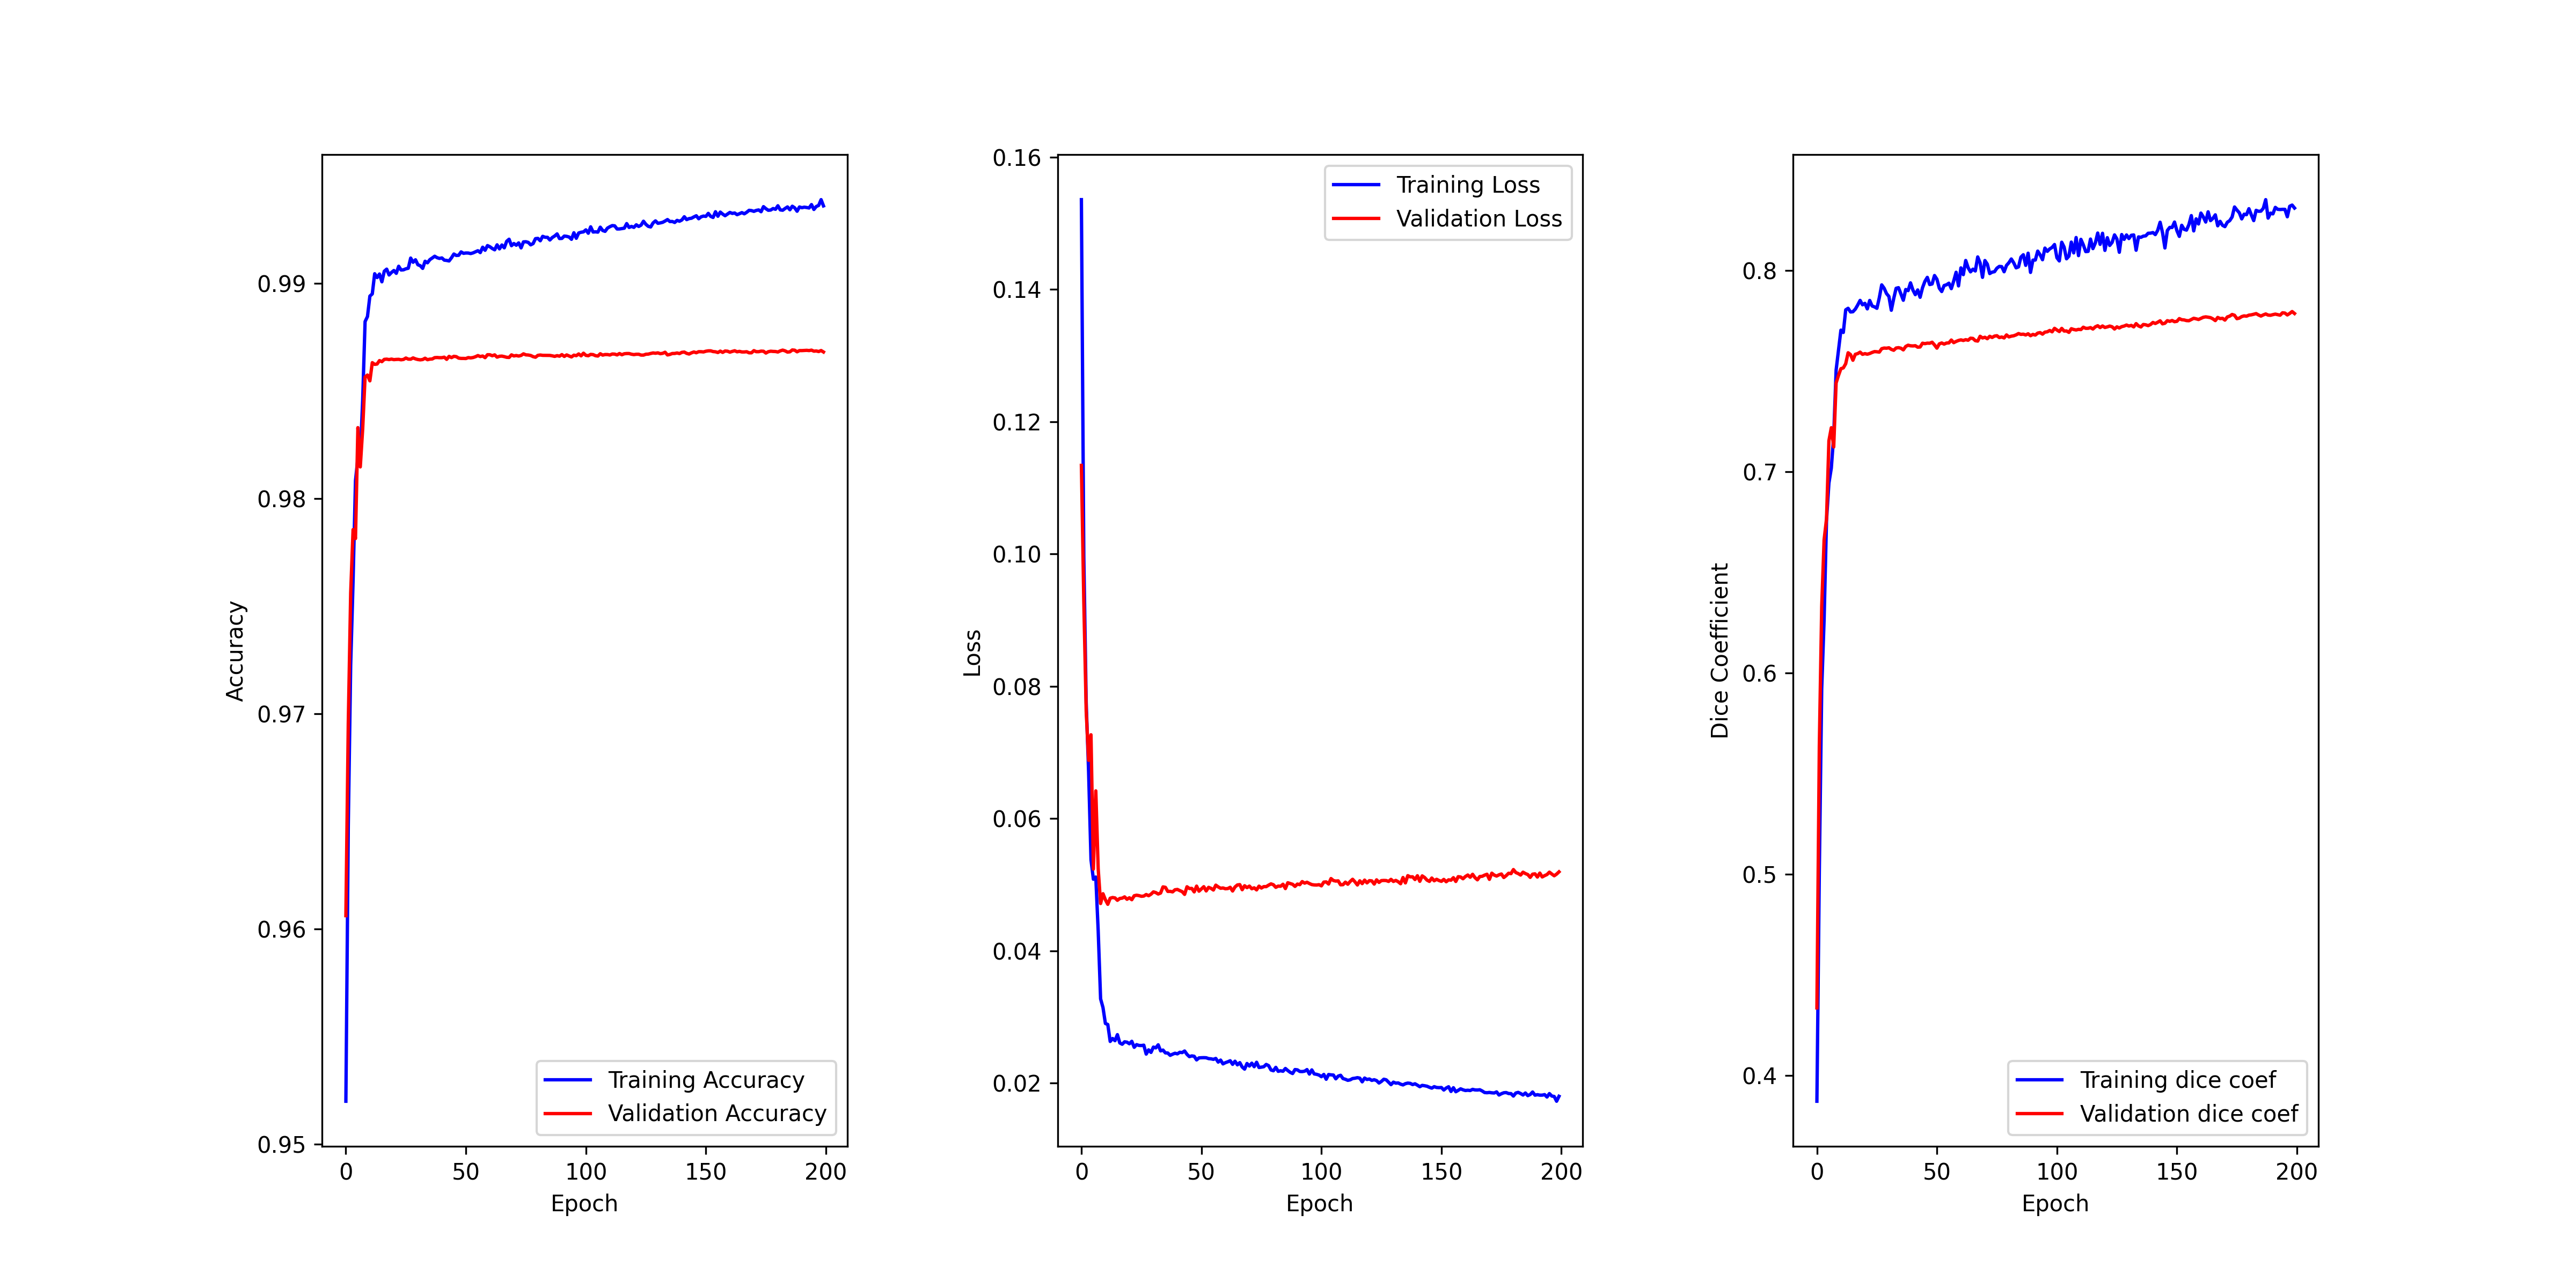 Accuracy
0.99
0.98
0.97
0.96
0.95
0 50 100 150 200
Epoch
Training Accuracy
Validation Accuracy
Loss
0.16
0.14
0.12
0.10
0.08
0.06
0.04
0.02
0 50 100 150 200
Epoch
Training Loss
Validation Loss
Dice Coefficient
0.8
0.7
0.6
0.5
0.4
0 50 100 150 200
Epoch
Training dice coef
Validation dice coef